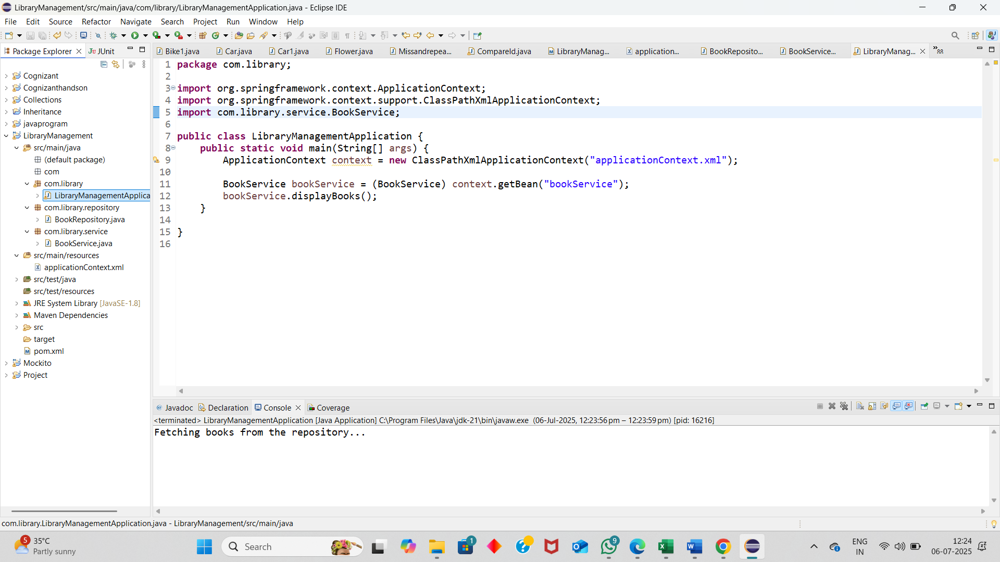 LibraryManagement/src/main/java/com/library/LibraryManagementApplication.java - Eclipse IDE
File Edit Source Refactor Navigate Search Project Run Window Help
Package Explorer JUnit
Bike1.java Car.java Car1.java Flower.java Missandrepea... CompareId.java LibraryManag... application... BookReposito... BookService... LibraryManag... »88
Cognizant
Cognizanthandson
Collections
Inheritance
javaprogram
LibraryManagement
src/main/java
(default package)
com
com.library
LibraryManagementApplica
com.library.repository
BookRepository.java
com.library.service
BookService.java
src/main/resources
applicationContext.xml
src/test/java
src/test/resources
JRE System Library [JavaSE-1.8]
Maven Dependencies
src
target
pom.xml
Mockito
Project
1 package com.library;
2
3 import org.springframework.context.ApplicationContext;
4 import org.springframework.context.support.ClassPathXmlApplicationContext;
5 import com.library.service.BookService;
6
7 public class LibraryManagementApplication {
8 public static void main(String[] args) {
9 ApplicationContext context = new ClassPathXmlApplicationContext("applicationContext.xml");
10
11 BookService bookService = (BookService) context.getBean("bookService");
12 bookService.displayBooks();
13 }
14
15 }
16
Javadoc Declaration Console Coverage
<terminated> LibraryManagementApplication [Java Application] C:\Program Files\Java\jdk-21\bin\javaw.exe (06-Jul-2025, 12:23:56 pm – 12:23:59 pm) [pid: 16216]
Fetching books from the repository...
com.library.LibraryManagementApplication.java - LibraryManagement/src/main/java
5
35°C
Partly sunny
Search
1
9
ENG
IN
12:24
06-07-2025